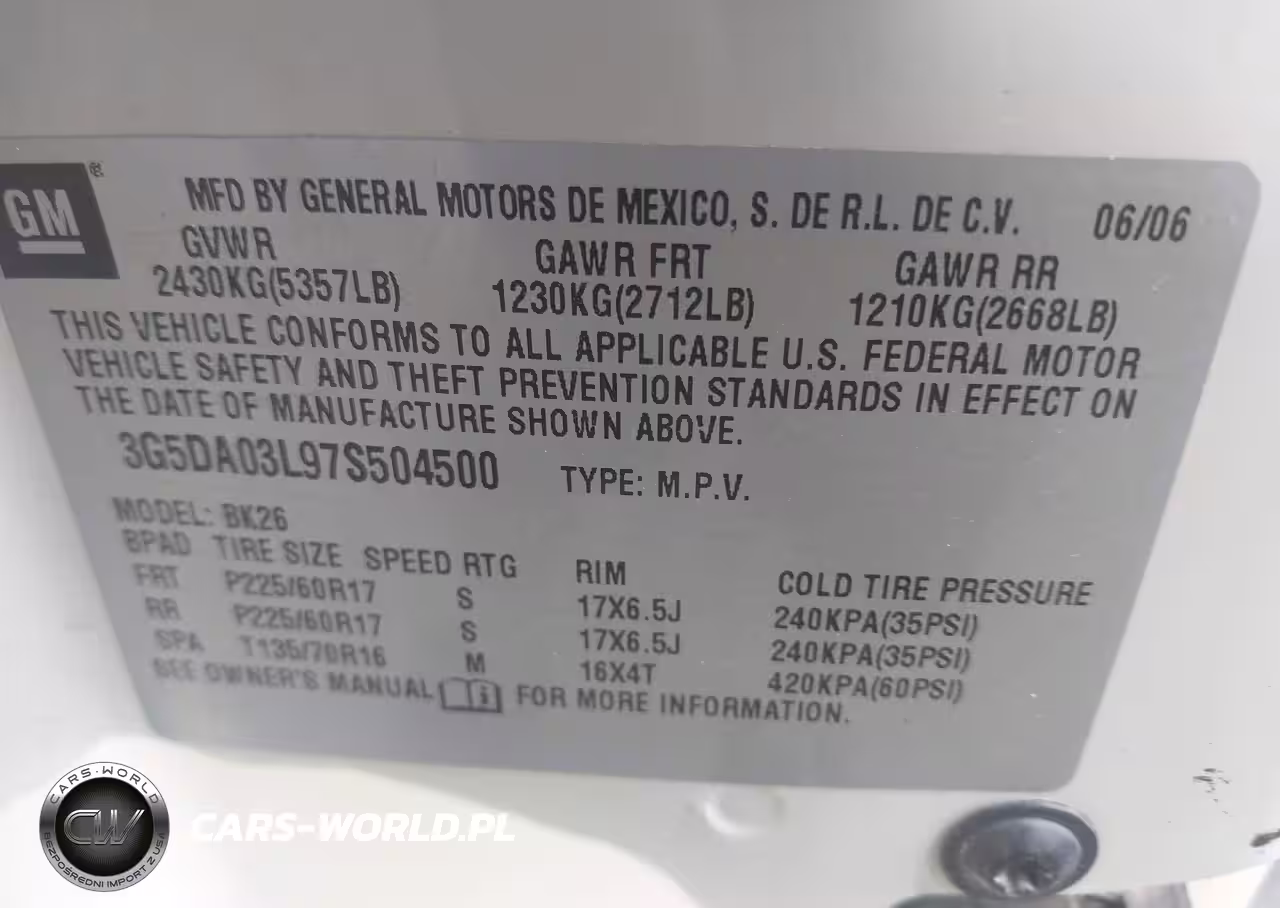 GM®
MFD BY GENERAL MOTORS DE MEXICO, S. DE R.L. DE C.V. 06/06
GVWR GAWR FRT GAWR RR
2430KG(5357LB) 1230KG(2712LB) 1210KG(2668LB)
THIS VEHICLE CONFORMS TO ALL APPLICABLE U.S. FEDERAL MOTOR
VEHICLE SAFETY AND THEFT PREVENTION STANDARDS IN EFFECT ON
THE DATE OF MANUFACTURE SHOWN ABOVE.
3G5DA03L97S504500 TYPE: M.P.V.
MODEL: BK26
BPAD TIRE SIZE SPEED RTG RIM COLD TIRE PRESSURE
FRT P225/60R17 S 17X6.5J 240KPA(35PSI)
RR P225/60R17 S 17X6.5J 240KPA(35PSI)
SPA T135/70R16 M 16X4T 420KPA(60PSI)
SEE OWNER'S MANUAL i FOR MORE INFORMATION.
CARS-WORLD
CW
BEZPOŚREDNI IMPORT Z USA
CARS-WORLD.PL